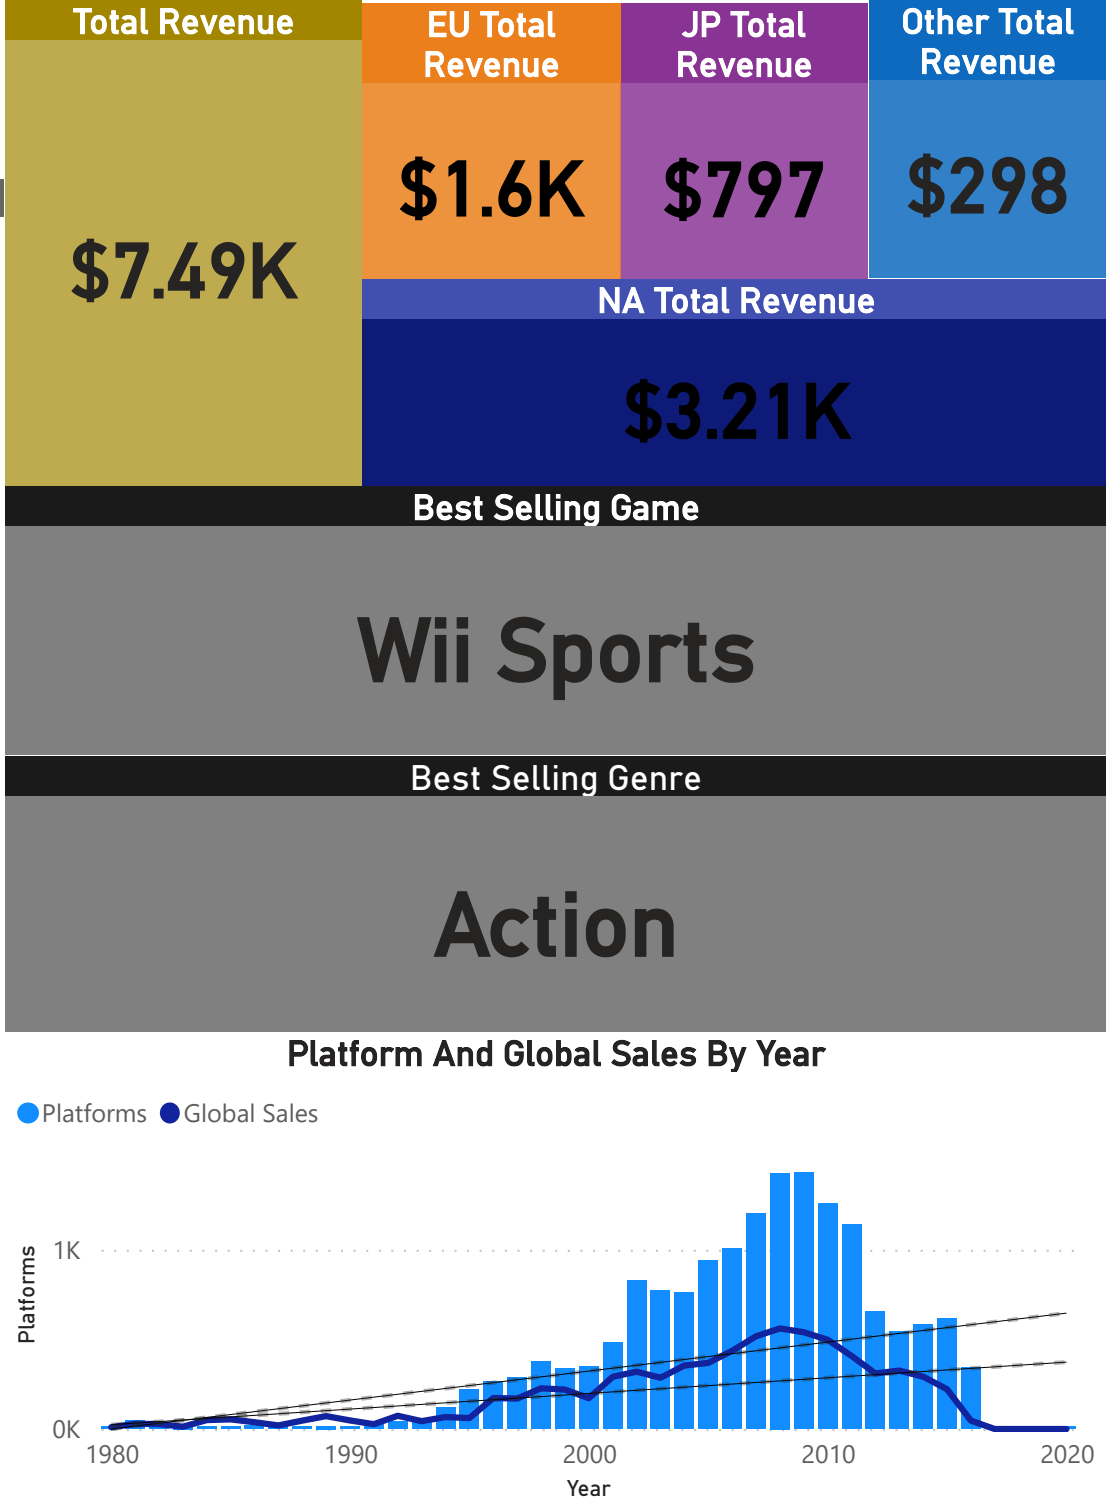 Total Revenue
$7.49K
EU Total
Revenue
$1.6K
JP Total
Revenue
$797
Other Total
Revenue
$298
NA Total Revenue
$3.21K
Best Selling Game
Wii Sports
Best Selling Genre
Action
Platform And Global Sales By Year
Platforms Global Sales
Platforms
1K
0K
1980 1990 2000 2010 2020
Year